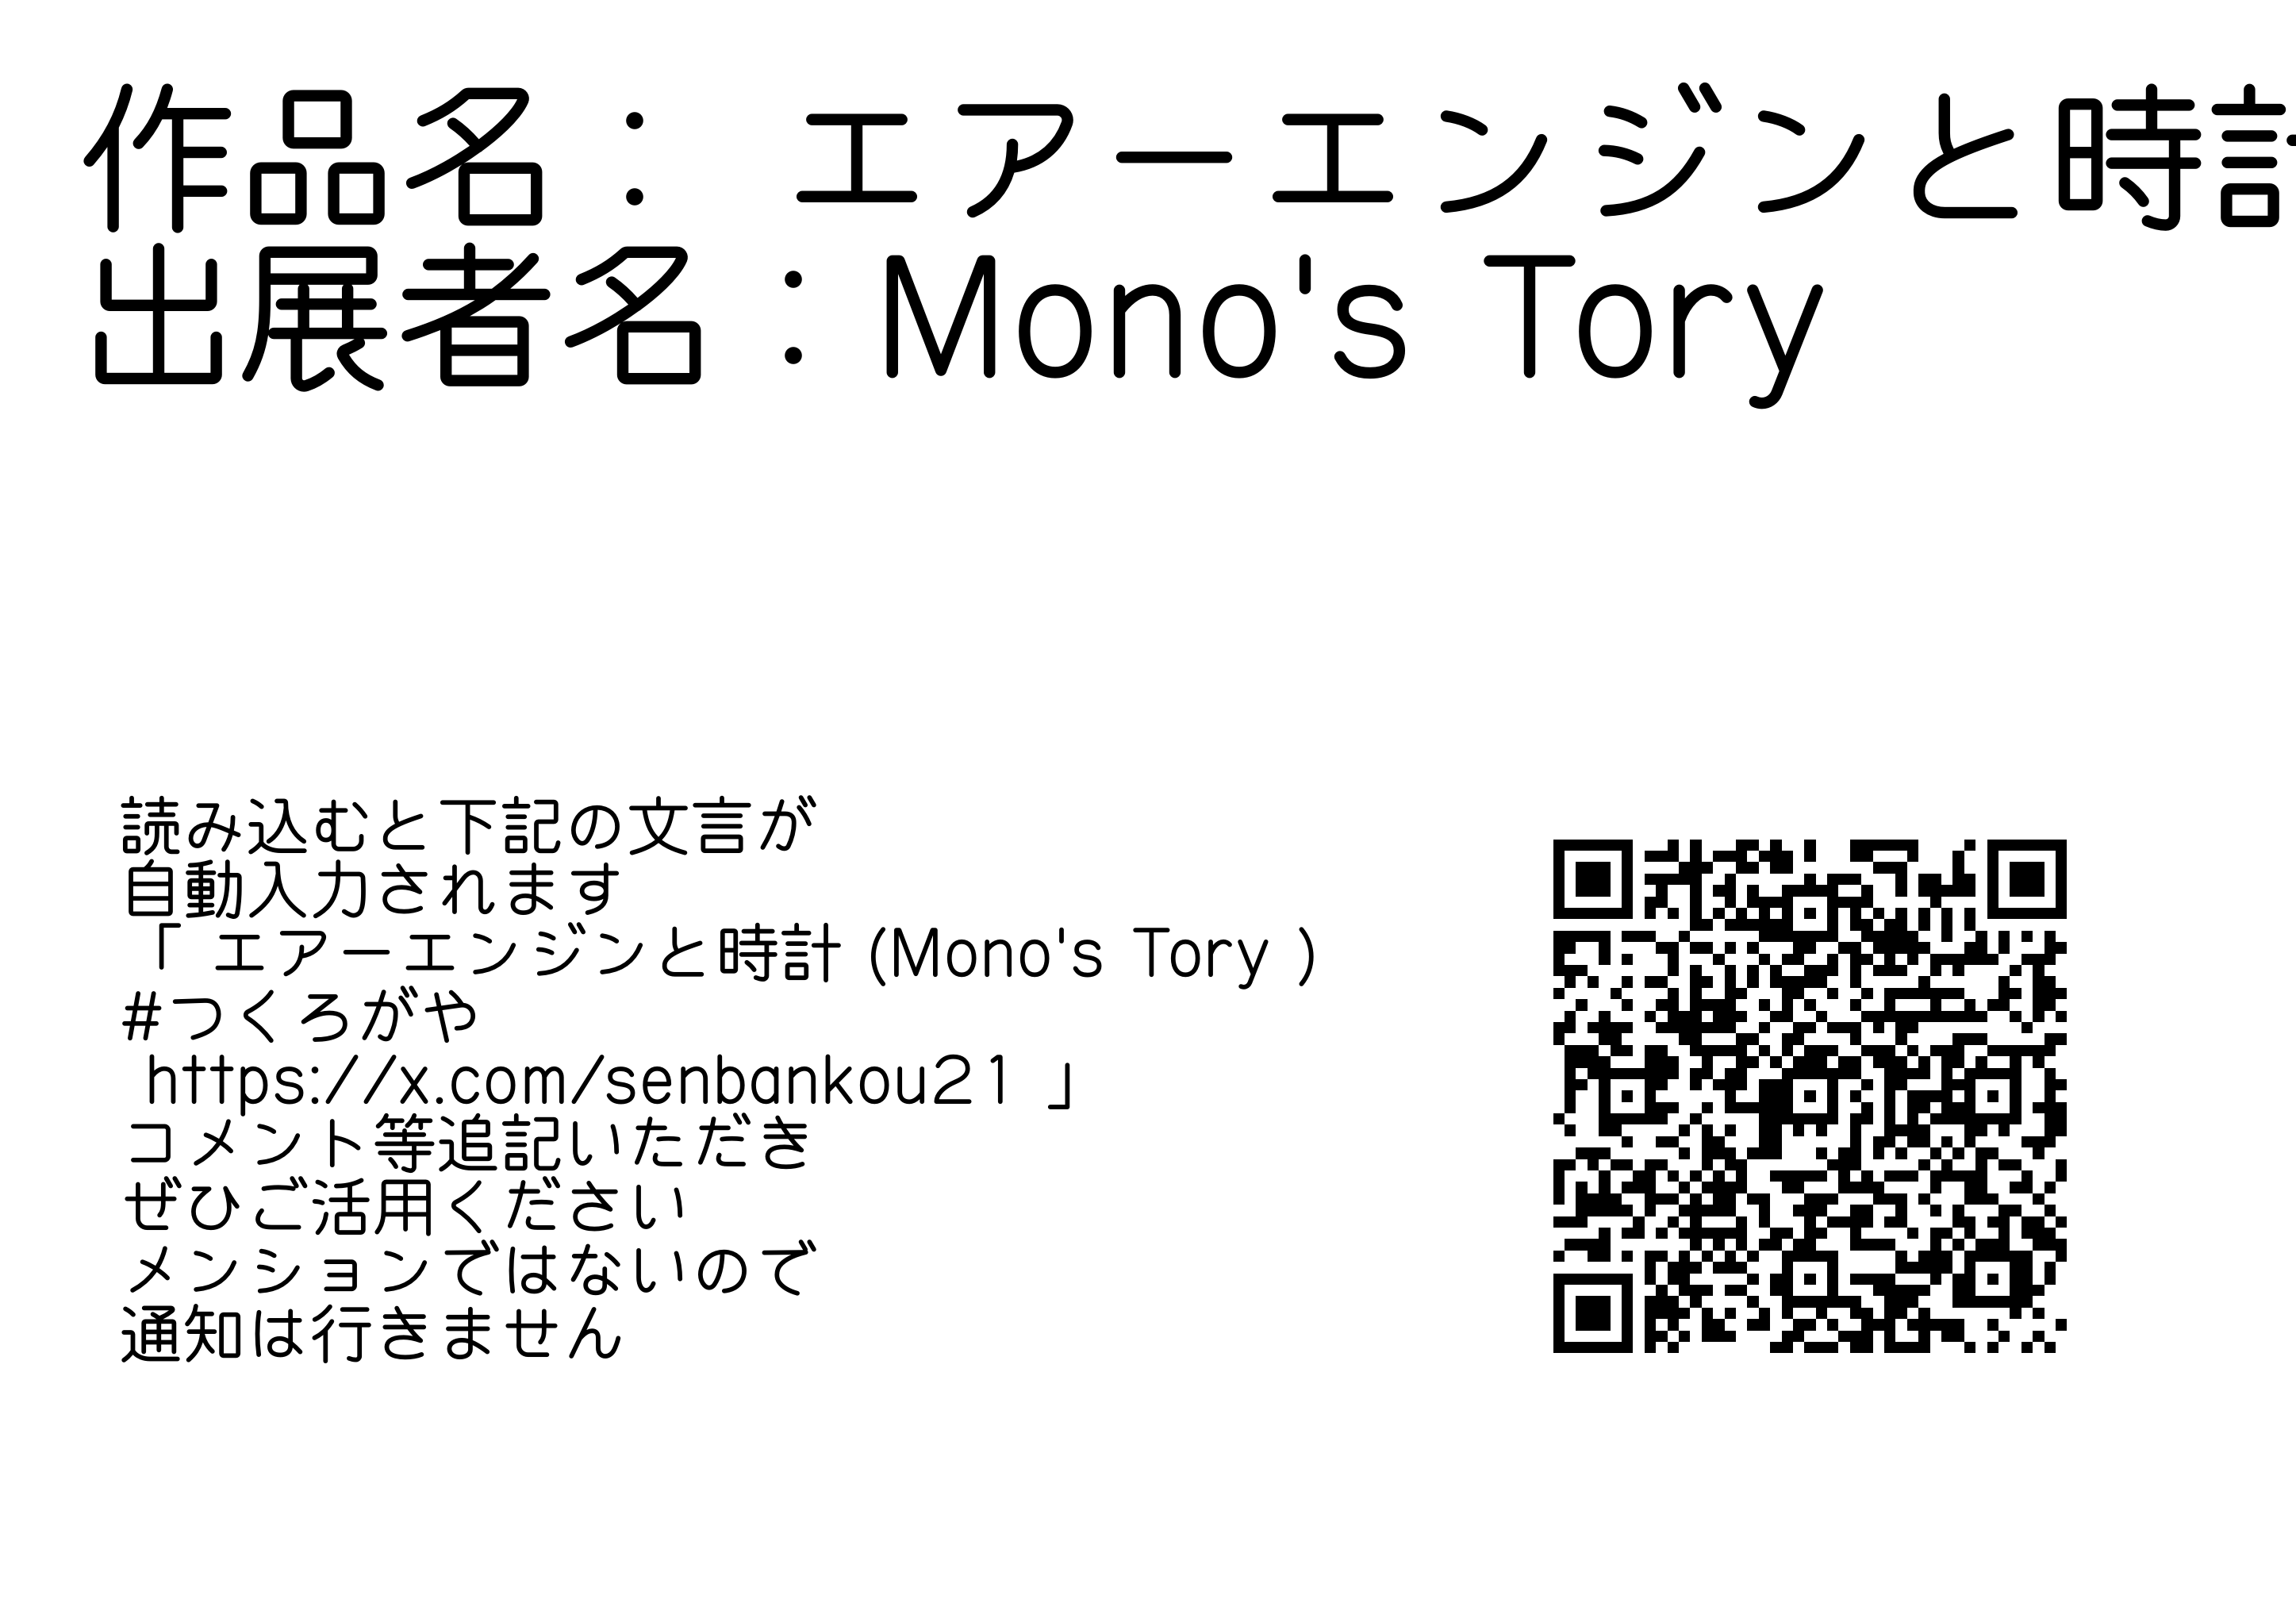 作品名：エアーエンジンと時計
出展者名：Mono's Tory
読み込むと下記の文言が
自動入力されます
「エアーエンジンと時計（Mono's Tory）
#つくろがや
https://x.com/senbankou21 」
コメント等追記いただき
ぜひご活用ください
メンションではないので
通知は行きません